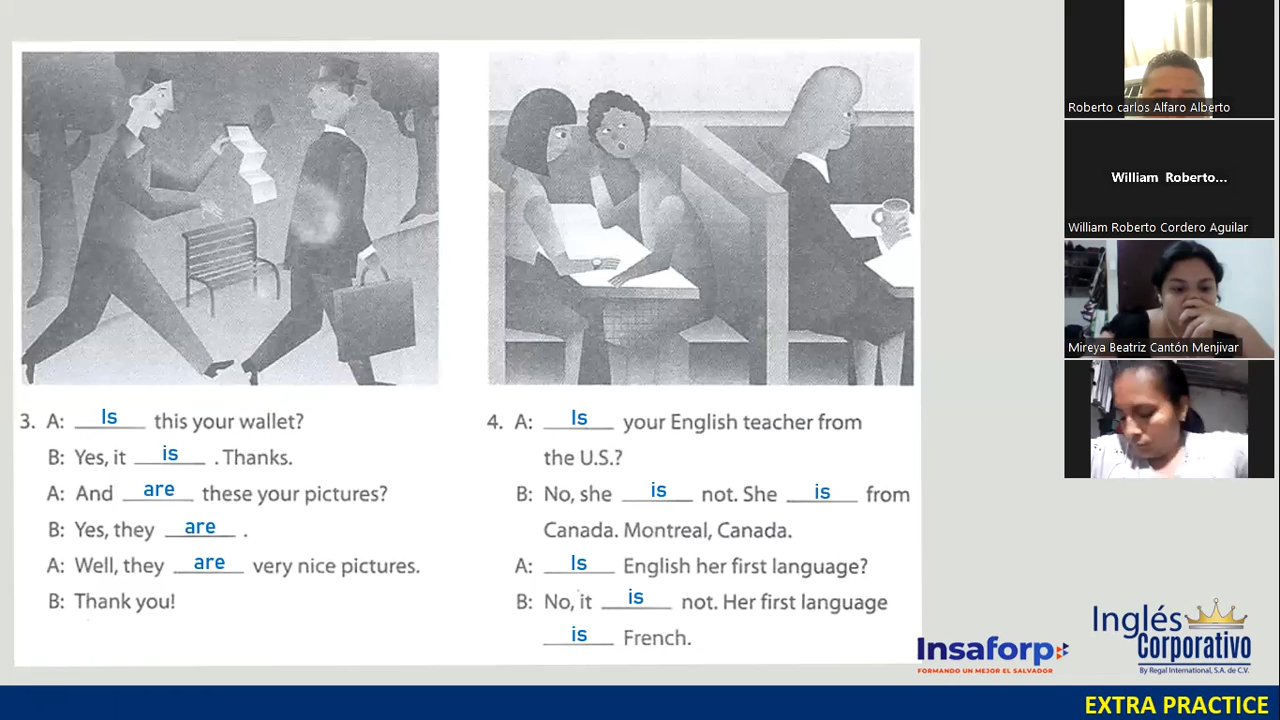 3. A: Is this your wallet?
B: Yes, it is . Thanks.
A: And are these your pictures?
B: Yes, they are .
A: Well, they are very nice pictures.
B: Thank you!
4. A: Is your English teacher from
the U.S.?
B: No, she is not. She is from
Canada. Montreal, Canada.
A: Is English her first language?
B: No, it is not. Her first language
is French.
Insaforp
FORMANDO UN MEJOR EL SALVADOR
Inglés
Corporativo
By Regal International, S.A. de C.V.
EXTRA PRACTICE
Roberto carlos Alfaro Alberto
William Roberto...
William Roberto Cordero Aguilar
Mireya Beatriz Cantón Menjivar